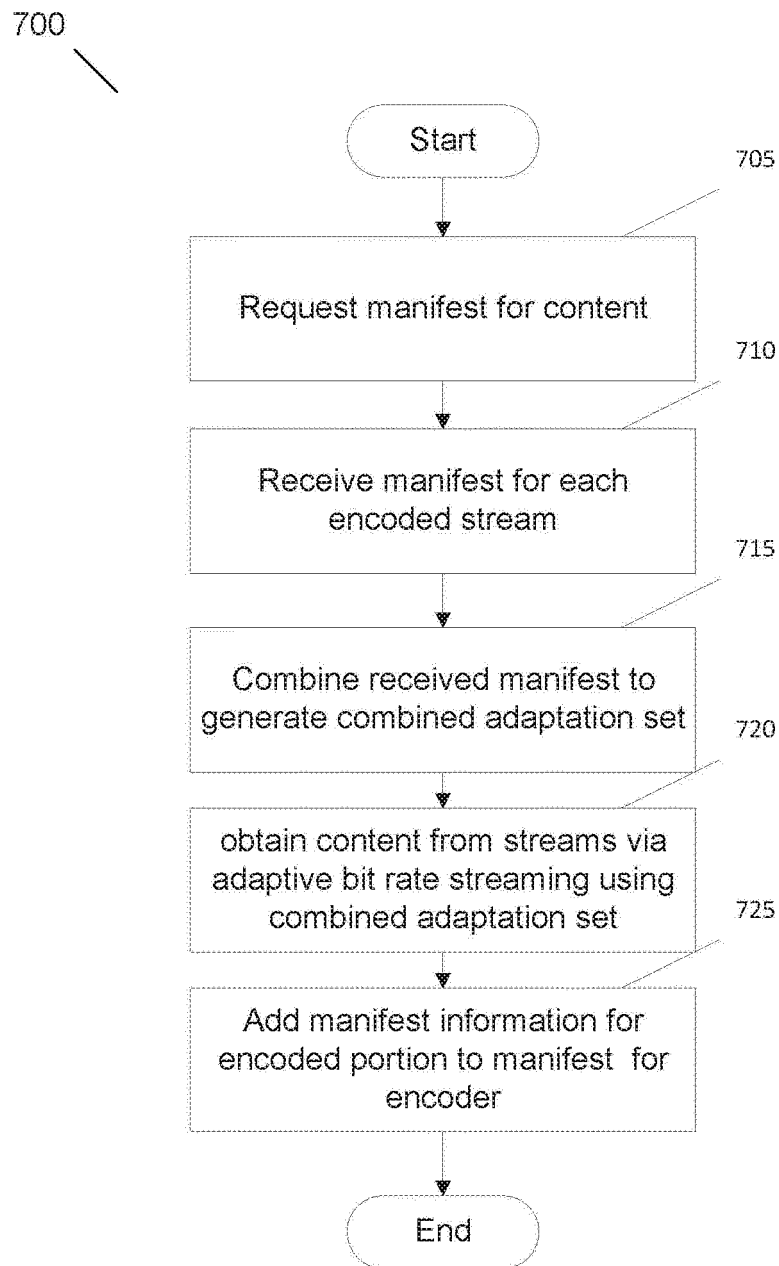 700
Start
705
Request manifest for content
710
Receive manifest for each
encoded stream
715
Combine received manifest to
generate combined adaptation set
720
obtain content from streams via
adaptive bit rate streaming using
combined adaptation set
725
Add manifest information for
encoded portion to manifest for
encoder
End